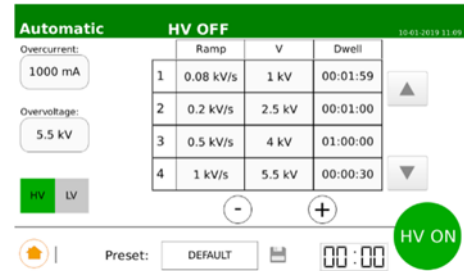 Automatic HV OFF 10-01-2019 11:09
Overcurrent:
1000 mA
Overvoltage:
5.5 kV
HV LV
Ramp V Dwell
1 0.08 kV/s 1 kV 00:01:59
2 0.2 kV/s 2.5 kV 00:01:00
3 0.5 kV/s 4 kV 01:00:00
4 1 kV/s 5.5 kV 00:00:30
- +
Preset: DEFAULT 00:00
HV ON